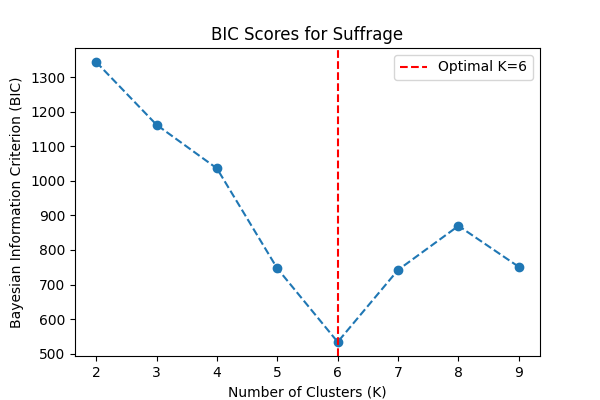 BIC Scores for Suffrage
Optimal K=6
Bayesian Information Criterion (BIC)
1300
1200
1100
1000
900
800
700
600
500
2 3 4 5 6 7 8 9
Number of Clusters (K)